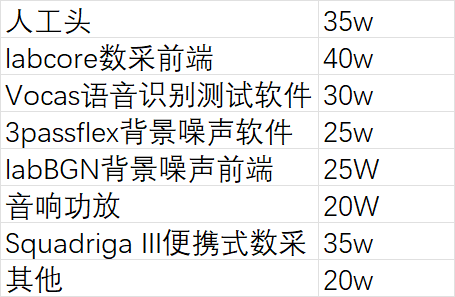 人工头 35w
labcore数采前端 40w
Vocas语音识别测试软件 30w
3passflex背景噪声软件 25w
labBGN背景噪声前端 25W
音响功放 20W
Squadriga III便携式数采 35w
其他 20w